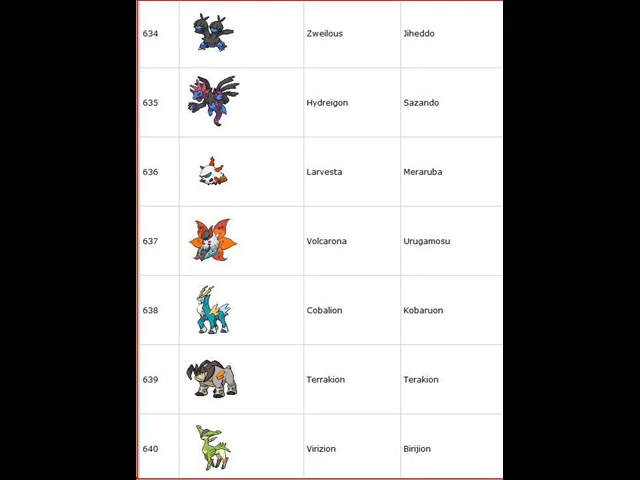 634 Zweilous Jiheddo
635 Hydreigon Sazando
636 Larvesta Meraruba
637 Volcarona Urugamosu
638 Cobalion Kobaruon
639 Terrakion Terakion
640 Virizion Birijion